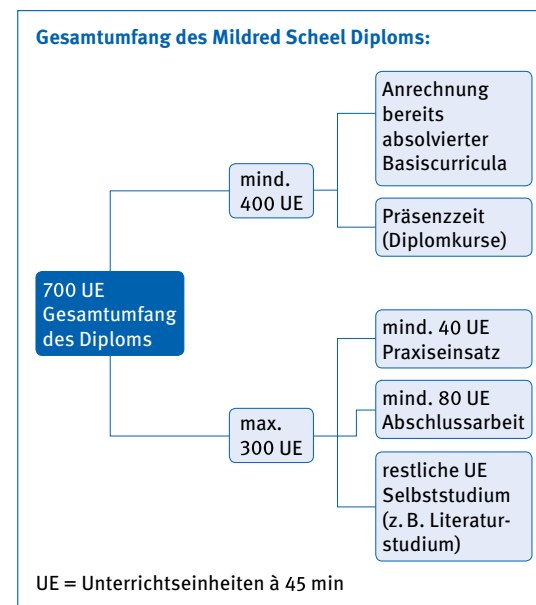 Gesamtumfang des Mildred Scheel Diploms:
Anrechnung
bereits
absolvierter
Basiscurricula
mind.
400 UE
Präsenzzeit
(Diplomkurse)
700 UE
Gesamtumfang
des Diploms
mind. 40 UE
Praxiseinsatz
max.
300 UE
mind. 80 UE
Abschlussarbeit
restliche UE
Selbststudium
(z. B. Literatur-
studium)
UE = Unterrichtseinheiten à 45 min